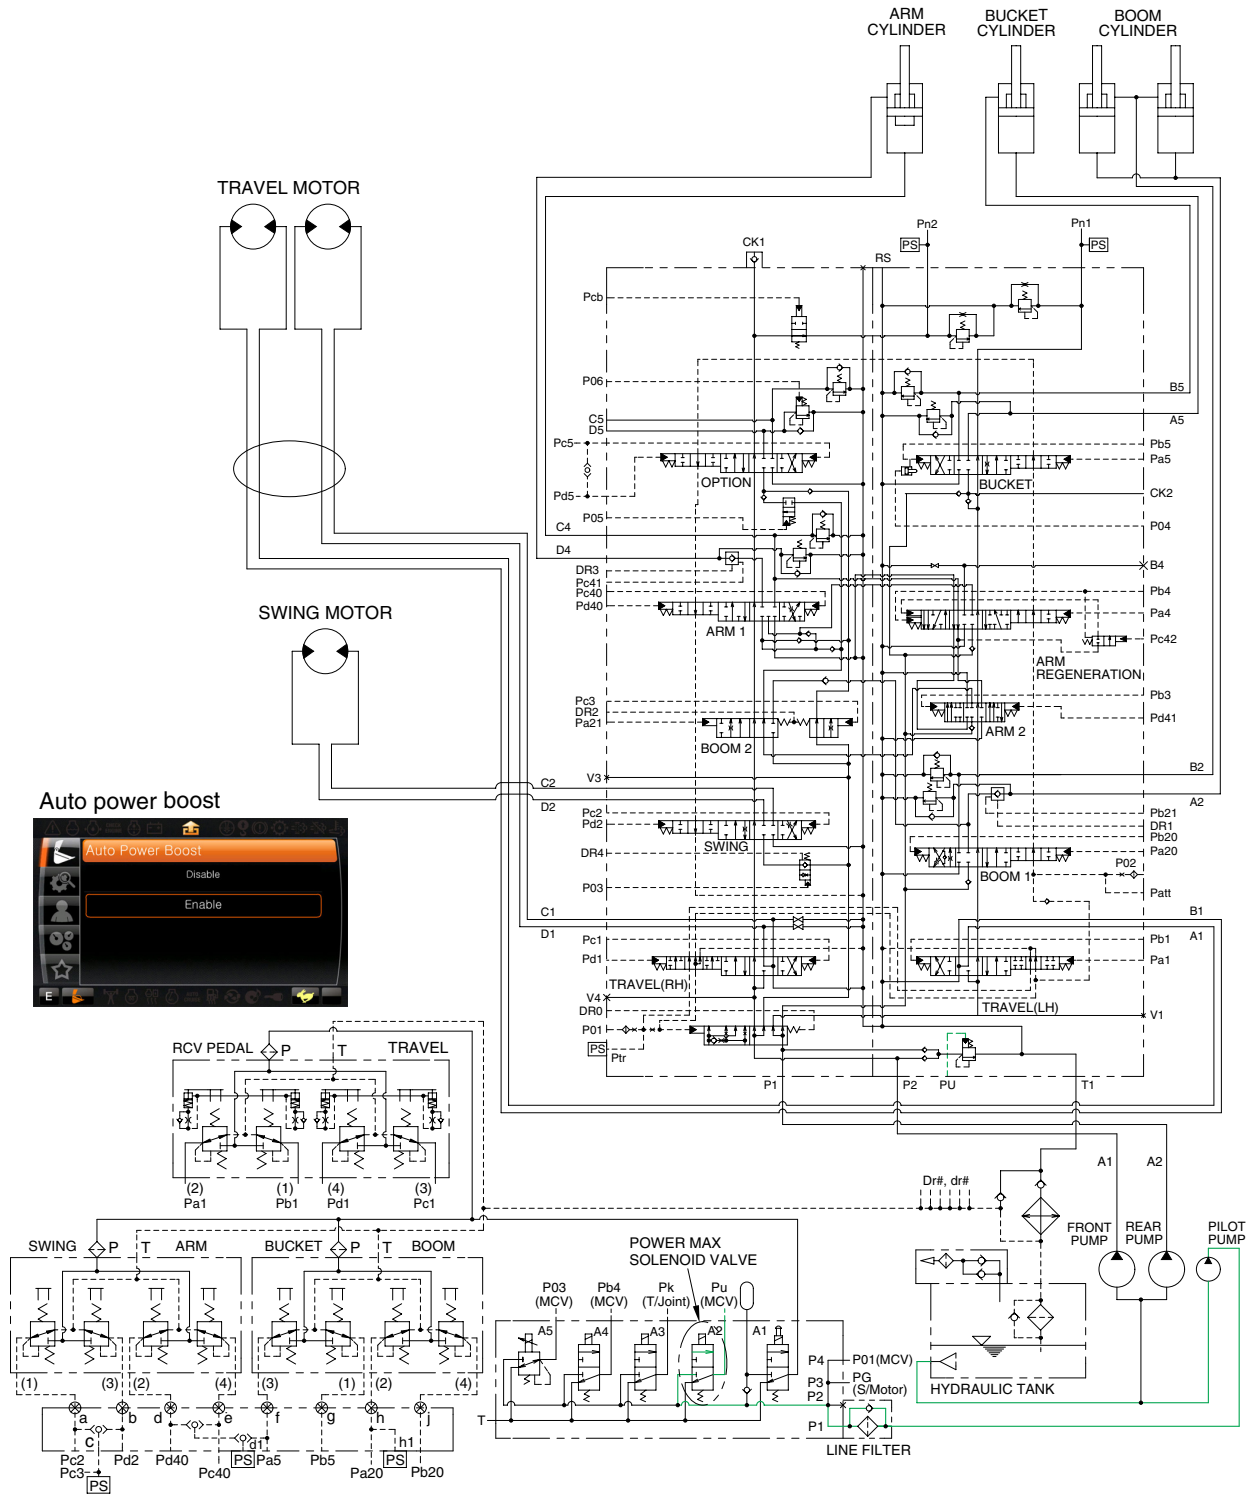 ARM
CYLINDER
BUCKET
CYLINDER
BOOM
CYLINDER
TRAVEL MOTOR
Pn2
Pn1
PS
PS
CK1
RS
Pcb
P06
C5
D5
B5
A5
Pc5
Pb5
Pa5
OPTION
BUCKET
Pd5
CK2
P05
P04
C4
D4
DR3
Pc41
Pc40
Pd40
B4
Pb4
Pa4
ARM 1
Pc42
ARM
REGENERATION
SWING MOTOR
Pc3
DR2
Pa21
Pb3
Pd41
BOOM 2
ARM 2
V3
C2
D2
B2
A2
Pc2
Pd2
Pb21
DR1
Pb20
Pa20
SWING
BOOM 1
DR4
P02
P03
Patt
C1
D1
B1
A1
Pc1
Pd1
Pb1
Pa1
TRAVEL(RH)
TRAVEL(LH)
V4
DR0
V1
P01
PS
Ptr
P1
P2
PU
T1
Auto power boost
Auto Power Boost
Disable
Enable
E
RCV PEDAL
P
T
TRAVEL
(2)
(1)
(4)
(3)
Pa1
Pb1
Pd1
Pc1
A1
A2
Dr#, dr#
FRONT
PUMP
REAR
PUMP
PILOT
PUMP
SWING
P
T
ARM
BUCKET
P
T
BOOM
POWER MAX
SOLENOID VALVE
P03
(MCV)
Pb4
(MCV)
Pk
(T/Joint)
Pu
(MCV)
A5
A4
A3
A2
A1
P4
P01(MCV)
P3
PG
(S/Motor)
P2
P1
T
LINE FILTER
HYDRAULIC TANK
(1)
(3)
(2)
(4)
(3)
(1)
(2)
(4)
a
b
d
e
f
g
h
j
c
d1
h1
Pc2
Pd2
Pd40
Pc40
PS
Pa5
Pb5
Pa20
PS
Pb20
Pc3
PS